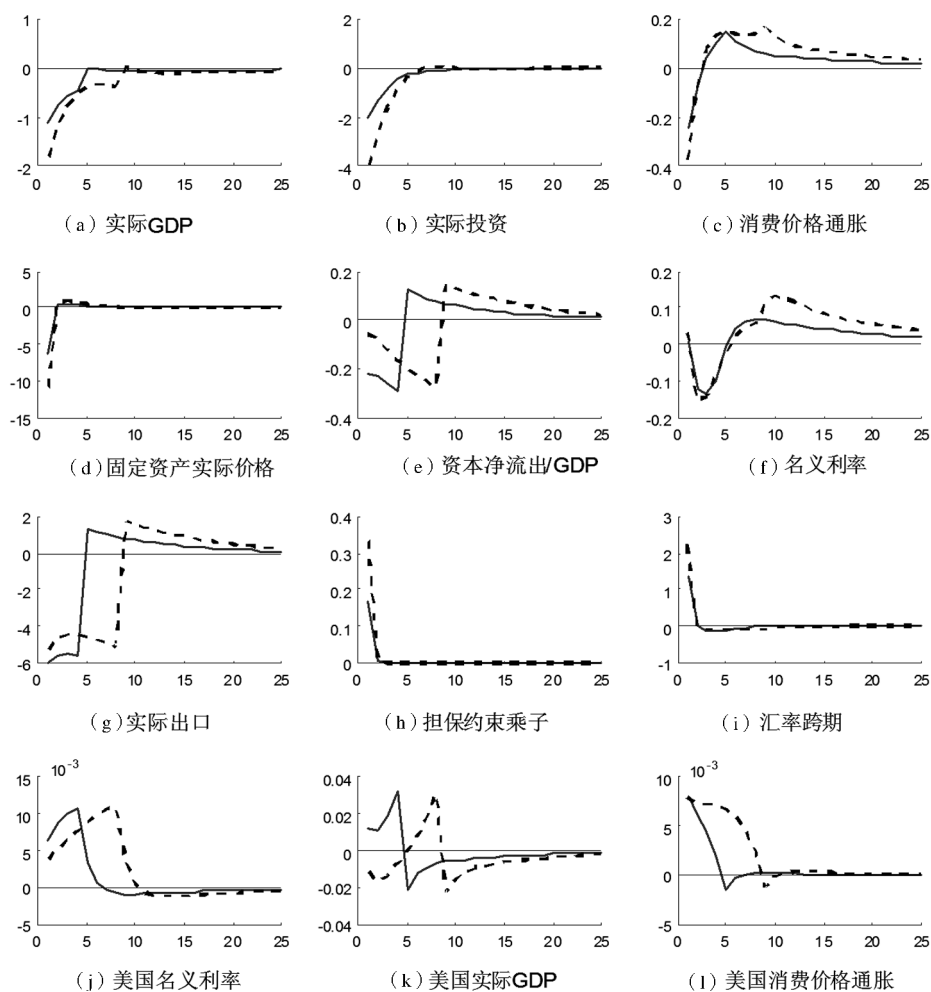 1
0
-1
-2
0 5 10 15 20 25
(a) 实际GDP
2
0
-2
-4
0 5 10 15 20 25
(b) 实际投资
0.2
0
-0.2
-0.4
0 5 10 15 20 25
(c) 消费价格通胀
5
0
-5
-10
-15
0 5 10 15 20 25
(d) 固定资产实际价格
0.2
0
-0.2
-0.4
0 5 10 15 20 25
(e) 资本净流出/GDP
0.2
0.1
0
-0.1
-0.2
0 5 10 15 20 25
(f) 名义利率
2
0
-2
-4
-6
0 5 10 15 20 25
(g) 实际出口
0.4
0.3
0.2
0.1
0
0 5 10 15 20 25
(h) 担保约束乘子
3
2
1
0
-1
0 5 10 15 20 25
(i) 汇率跨期
10⁻³
15
10
5
0
-5
0 5 10 15 20 25
(j) 美国名义利率
0.04
0.02
0
-0.02
-0.04
0 5 10 15 20 25
(k) 美国实际GDP
10⁻³
10
5
0
-5
0 5 10 15 20 25
(l) 美国消费价格通胀